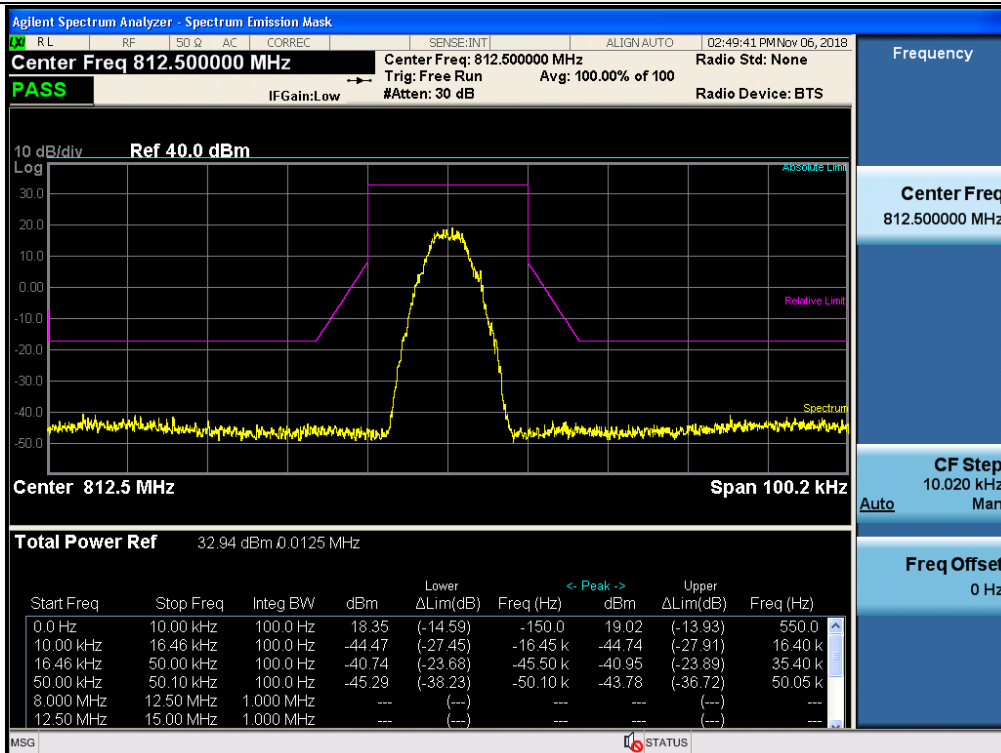 Agilent Spectrum Analyzer - Spectrum Emission Mask
LXI RL RF 50 Ω AC CORREC SENSE:INT ALIGN AUTO 02:49:41 PM Nov 06, 2018
Center Freq 812.500000 MHz
Center Freq: 812.500000 MHz
Radio Std: None
Trig: Free Run Avg: 100.00% of 100
PASS
IFGain:Low
#Atten: 30 dB
Radio Device: BTS
10 dB/div Ref 40.0 dBm
Log
Absolute Limit
30.0
20.0
10.0
0.00
Relative Limit
-10.0
-20.0
-30.0
-40.0
Spectrum
-50.0
Center 812.5 MHz Span 100.2 kHz
Total Power Ref 32.94 dBm / 0.0125 MHz
Lower <- Peak -> Upper
Start Freq Stop Freq Integ BW dBm ΔLim(dB) Freq (Hz) dBm ΔLim(dB) Freq (Hz)
0.0 Hz 10.00 kHz 100.0 Hz 18.35 (-14.59) -150.0 19.02 (-13.93) 550.0
10.00 kHz 16.46 kHz 100.0 Hz -44.47 (-27.45) -16.45 k -44.74 (-27.91) 16.40 k
16.46 kHz 50.00 kHz 100.0 Hz -40.74 (-23.68) -45.50 k -40.95 (-23.89) 35.40 k
50.00 kHz 50.10 kHz 100.0 Hz -45.29 (-38.23) -50.10 k -43.78 (-36.72) 50.05 k
8.000 MHz 12.50 MHz 1.000 MHz --- (---) --- --- (---) ---
12.50 MHz 15.00 MHz 1.000 MHz --- (---) --- --- (---) ---
MSG STATUS
Frequency
Center Freq
812.500000 MHz
CF Step
10.020 kHz
Auto Man
Freq Offset
0 Hz